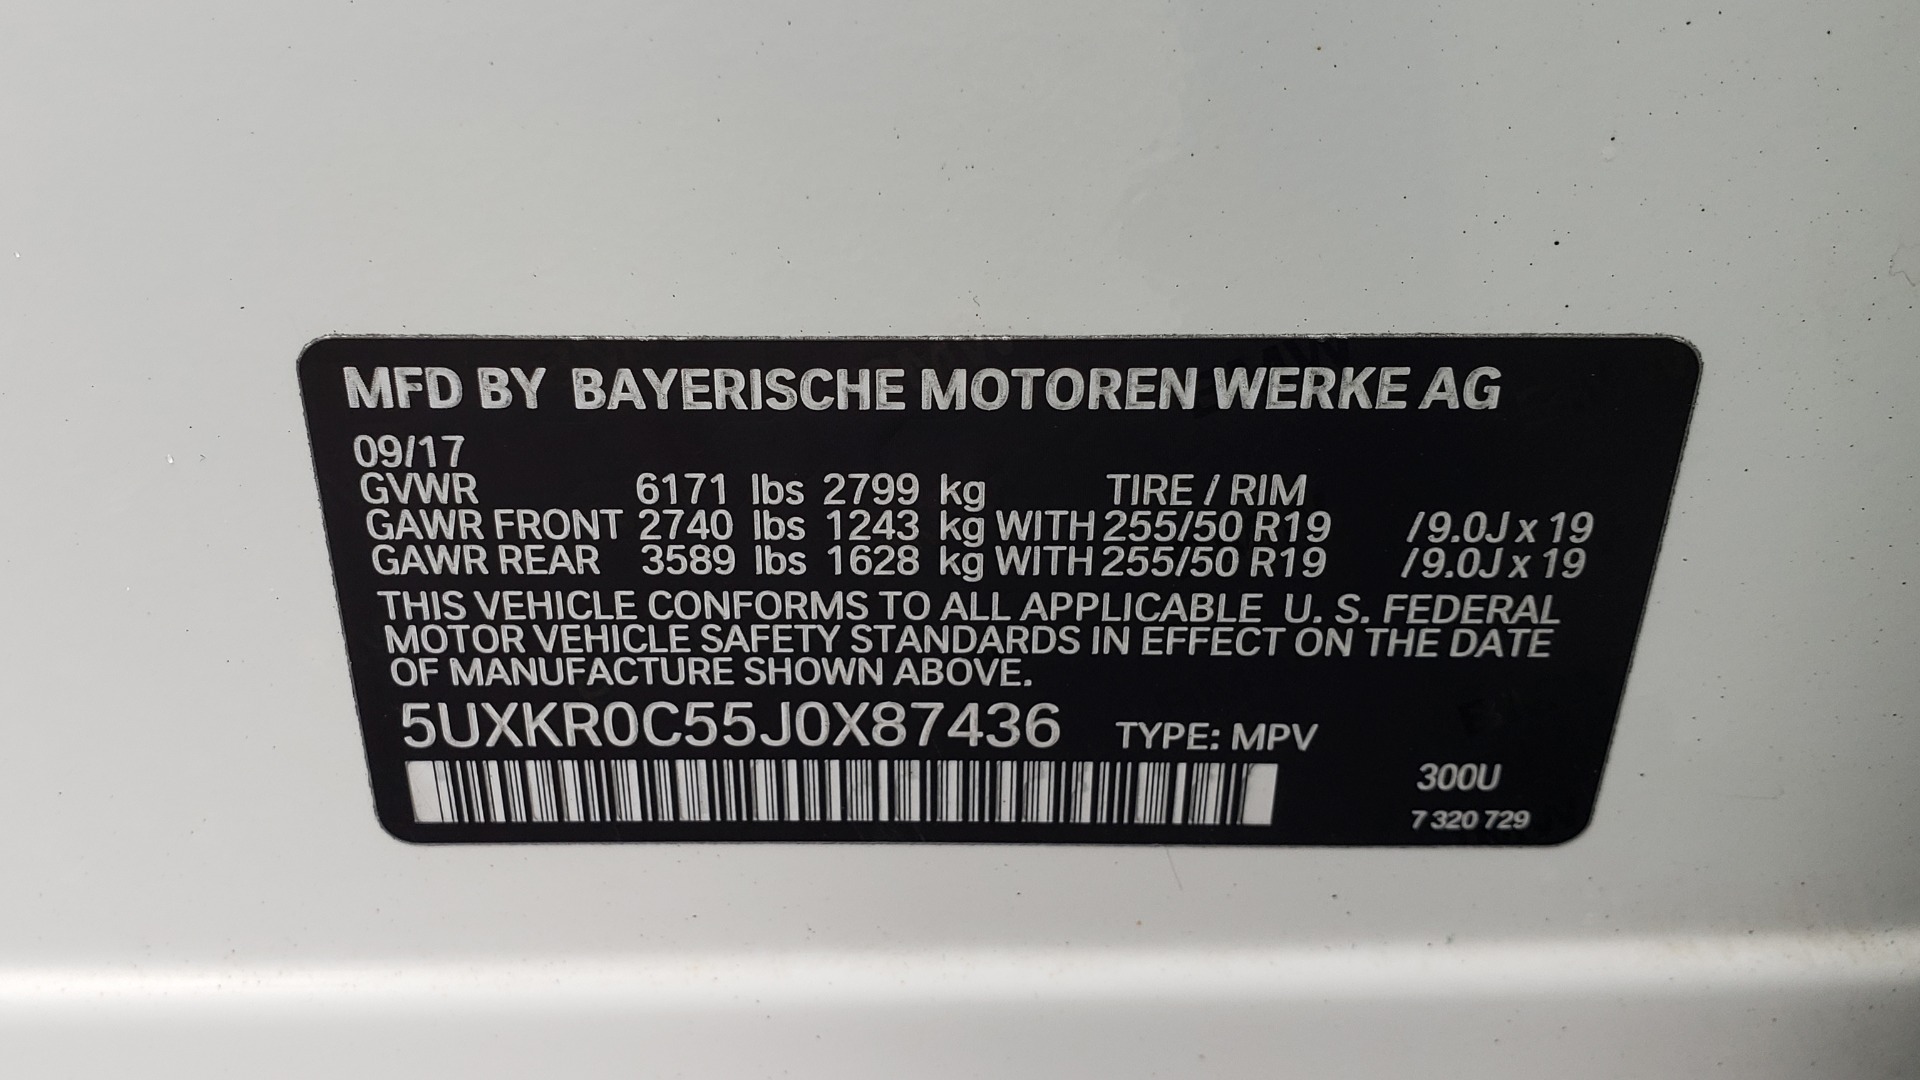 MFD BY BAYERISCHE MOTOREN WERKE AG
09/17
GVWR 6171 lbs 2799 kg TIRE / RIM
GAWR FRONT 2740 lbs 1243 kg WITH 255/50 R19 /9.0J x 19
GAWR REAR 3589 lbs 1628 kg WITH 255/50 R19 /9.0J x 19
THIS VEHICLE CONFORMS TO ALL APPLICABLE U. S. FEDERAL
MOTOR VEHICLE SAFETY STANDARDS IN EFFECT ON THE DATE
OF MANUFACTURE SHOWN ABOVE.
5UXKR0C55J0X87436 TYPE: MPV
300U
7 320 729